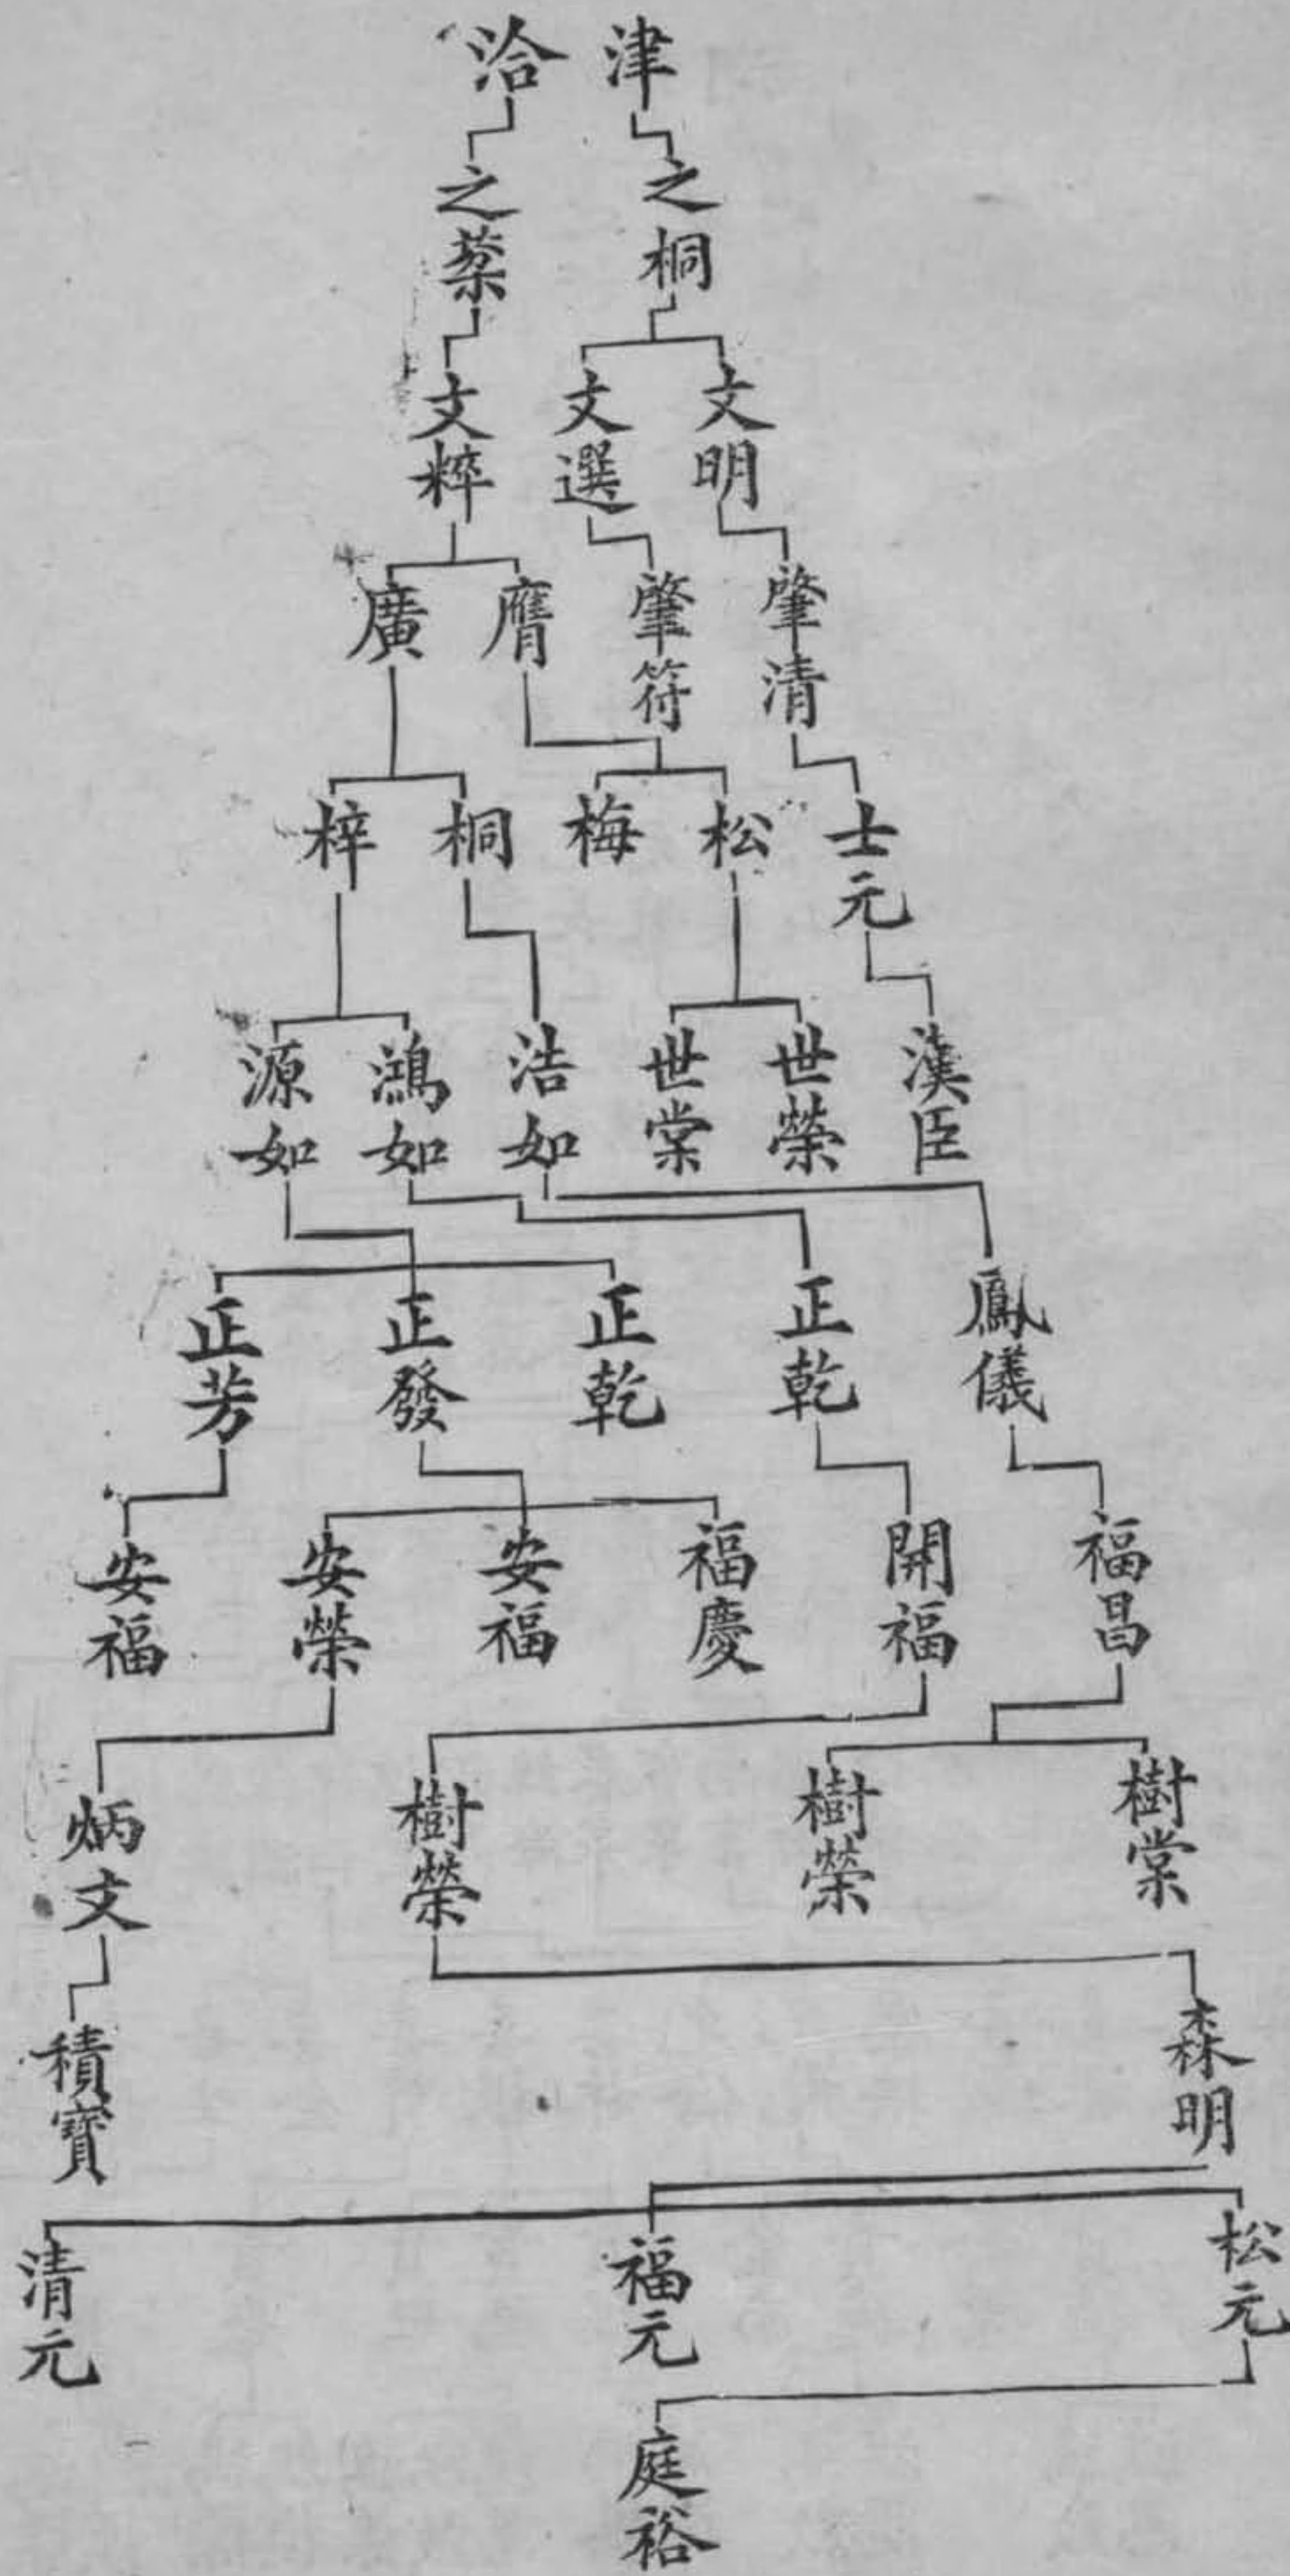 津 洽
之桐 之蔡
文明 文選 文粹
肇清 肇符 膺 廣
士元 松 梅 桐 梓
漢臣 世榮 世棠 浩如 鴻如 源如
鳳儀 正乾 正乾 正發 正芳
福昌 開福 福慶 安福 安榮 安福
樹棠 樹榮 樹榮 炳文
森明 積寶
松元 福元 清元
庭裕